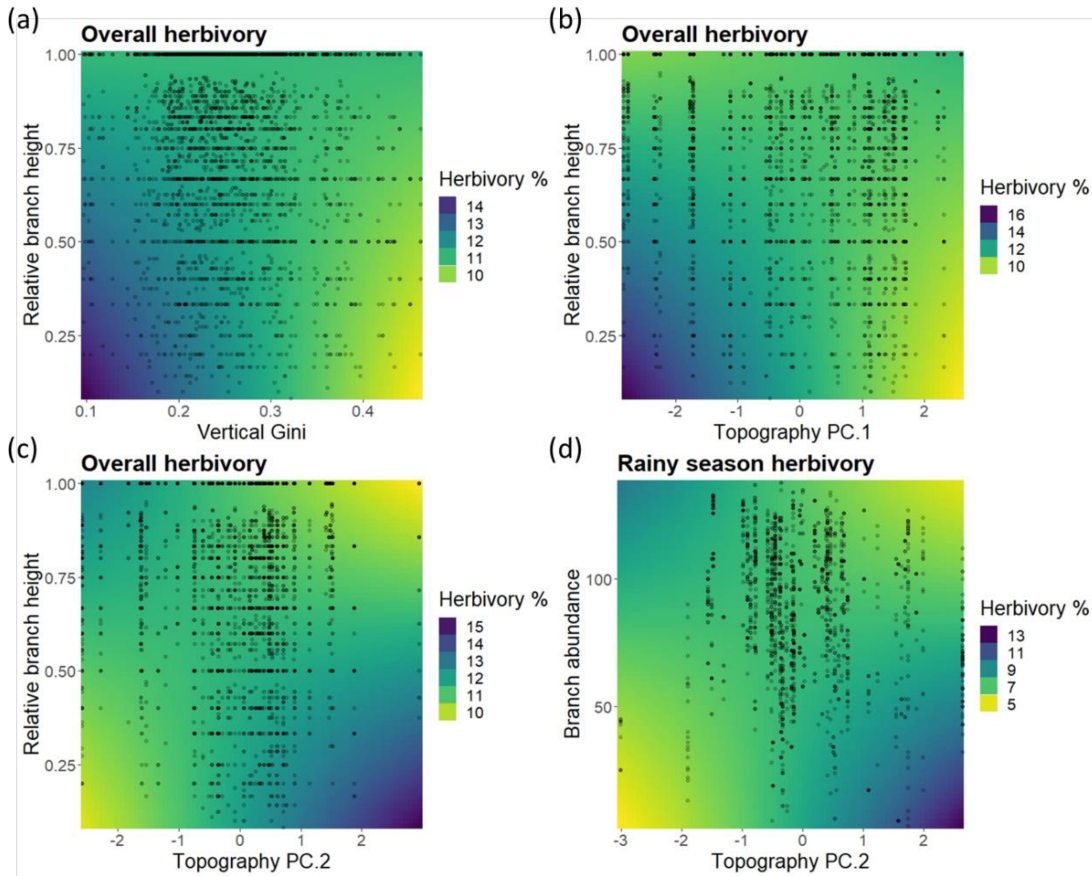 (a)
Overall herbivory
Relative branch height
1.00
0.75
0.50
0.25
0.1
0.2
0.3
0.4
Vertical Gini
Herbivory %
14
13
12
11
10
(b)
Overall herbivory
Relative branch height
1.00
0.75
0.50
0.25
-2
-1
0
1
2
Topography PC.1
Herbivory %
16
14
12
10
(c)
Overall herbivory
Relative branch height
1.00
0.75
0.50
0.25
-2
-1
0
1
2
Topography PC.2
Herbivory %
15
14
13
12
11
10
(d)
Rainy season herbivory
Branch abundance
100
50
-3
-2
-1
0
1
2
Topography PC.2
Herbivory %
13
11
9
7
5